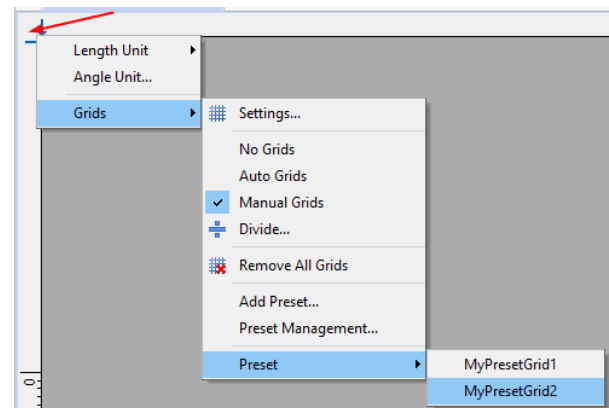 Length Unit
Angle Unit...
Grids
Settings...
No Grids
Auto Grids
Manual Grids
Divide...
Remove All Grids
Add Preset...
Preset Management...
Preset
MyPresetGrid1
MyPresetGrid2
0